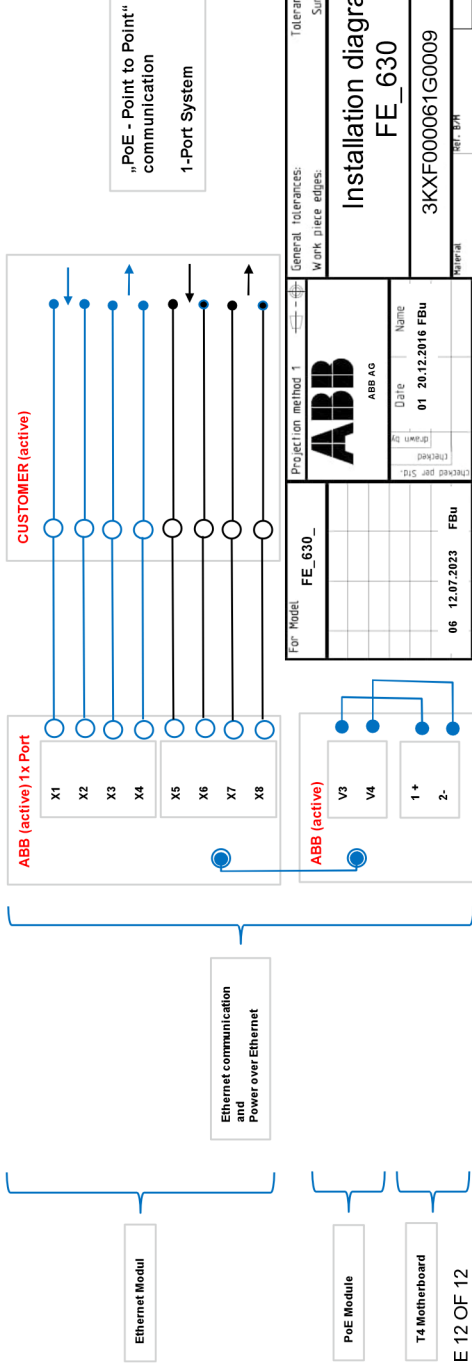 Ethernet Modul
PoE Module
T4 Motherboard
E 12 OF 12
Ethernet communication
and
Power over Ethernet
ABB (active) 1x Port
X1
X2
X3
X4
X5
X6
X7
X8
ABB (active)
V3
V4
1 +
2-
CUSTOMER (active)
„PoE - Point to Point“
communication
1-Port System
For Model
FE_630_
06 12.07.2023 FBu
Projection method 1
ABB
ABB AG
Date Name
01 20.12.2016 FBu
drawn by
checked
checked per Std.
General tolerances:
Work piece edges:
Installation diagra
FE_630
3KXF000061G0009
Material
Ref. B/M